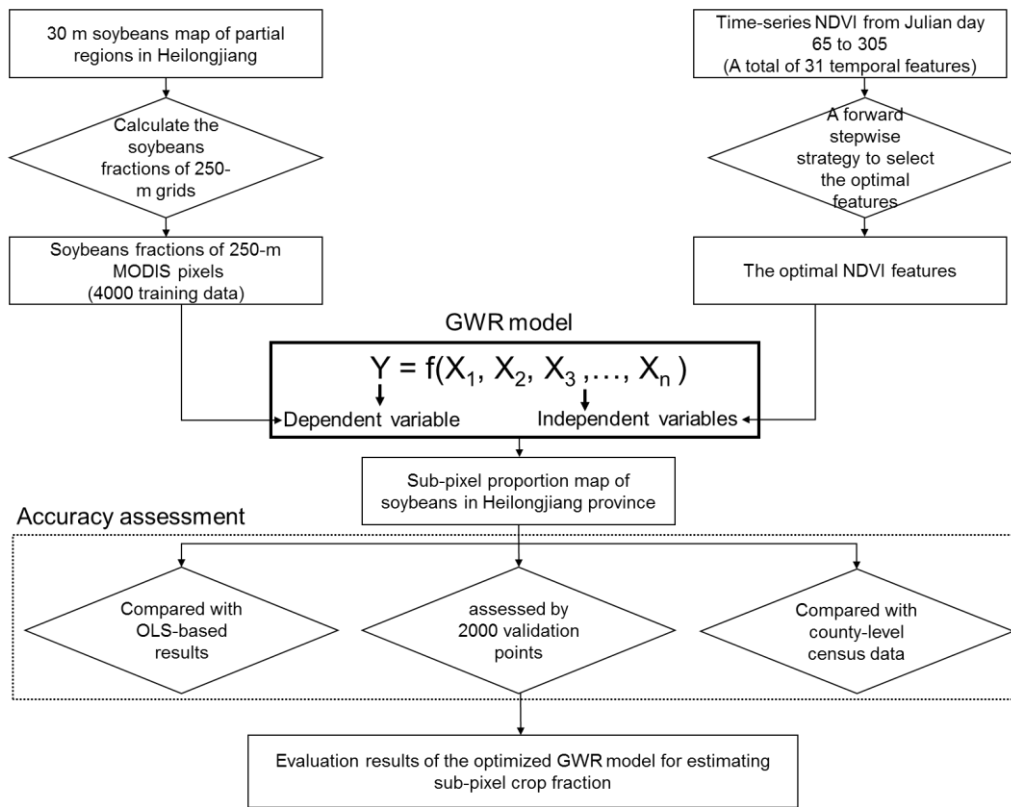 30 m soybeans map of partial
regions in Heilongjiang
Time-series NDVI from Julian day
65 to 305
(A total of 31 temporal features)
Calculate the
soybeans
fractions of 250-
m grids
A forward
stepwise
strategy to select
the optimal
features
Soybeans fractions of 250-m
MODIS pixels
(4000 training data)
The optimal NDVI features
GWR model
Y = f(X₁, X₂, X₃ ,…, Xₙ )
Dependent variable
Independent variables
Sub-pixel proportion map of
soybeans in Heilongjiang province
Accuracy assessment
Compared with
OLS-based
results
assessed by
2000 validation
points
Compared with
county-level
census data
Evaluation results of the optimized GWR model for estimating
sub-pixel crop fraction